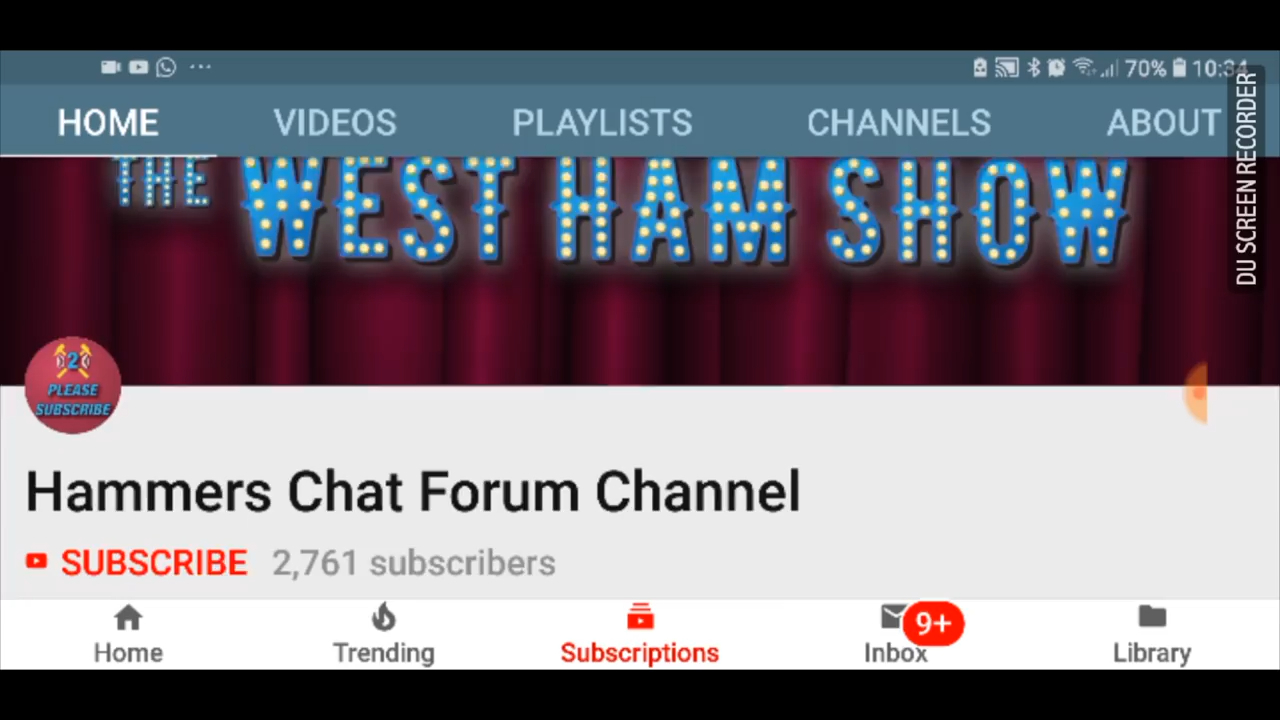 70% 10:34
HOME VIDEOS PLAYLISTS CHANNELS ABOUT
DU SCREEN RECORDER
THE WEST HAM SHOW
2
PLEASE
SUBSCRIBE
Hammers Chat Forum Channel
SUBSCRIBE 2,761 subscribers
9+
Home Trending Subscriptions Inbox Library